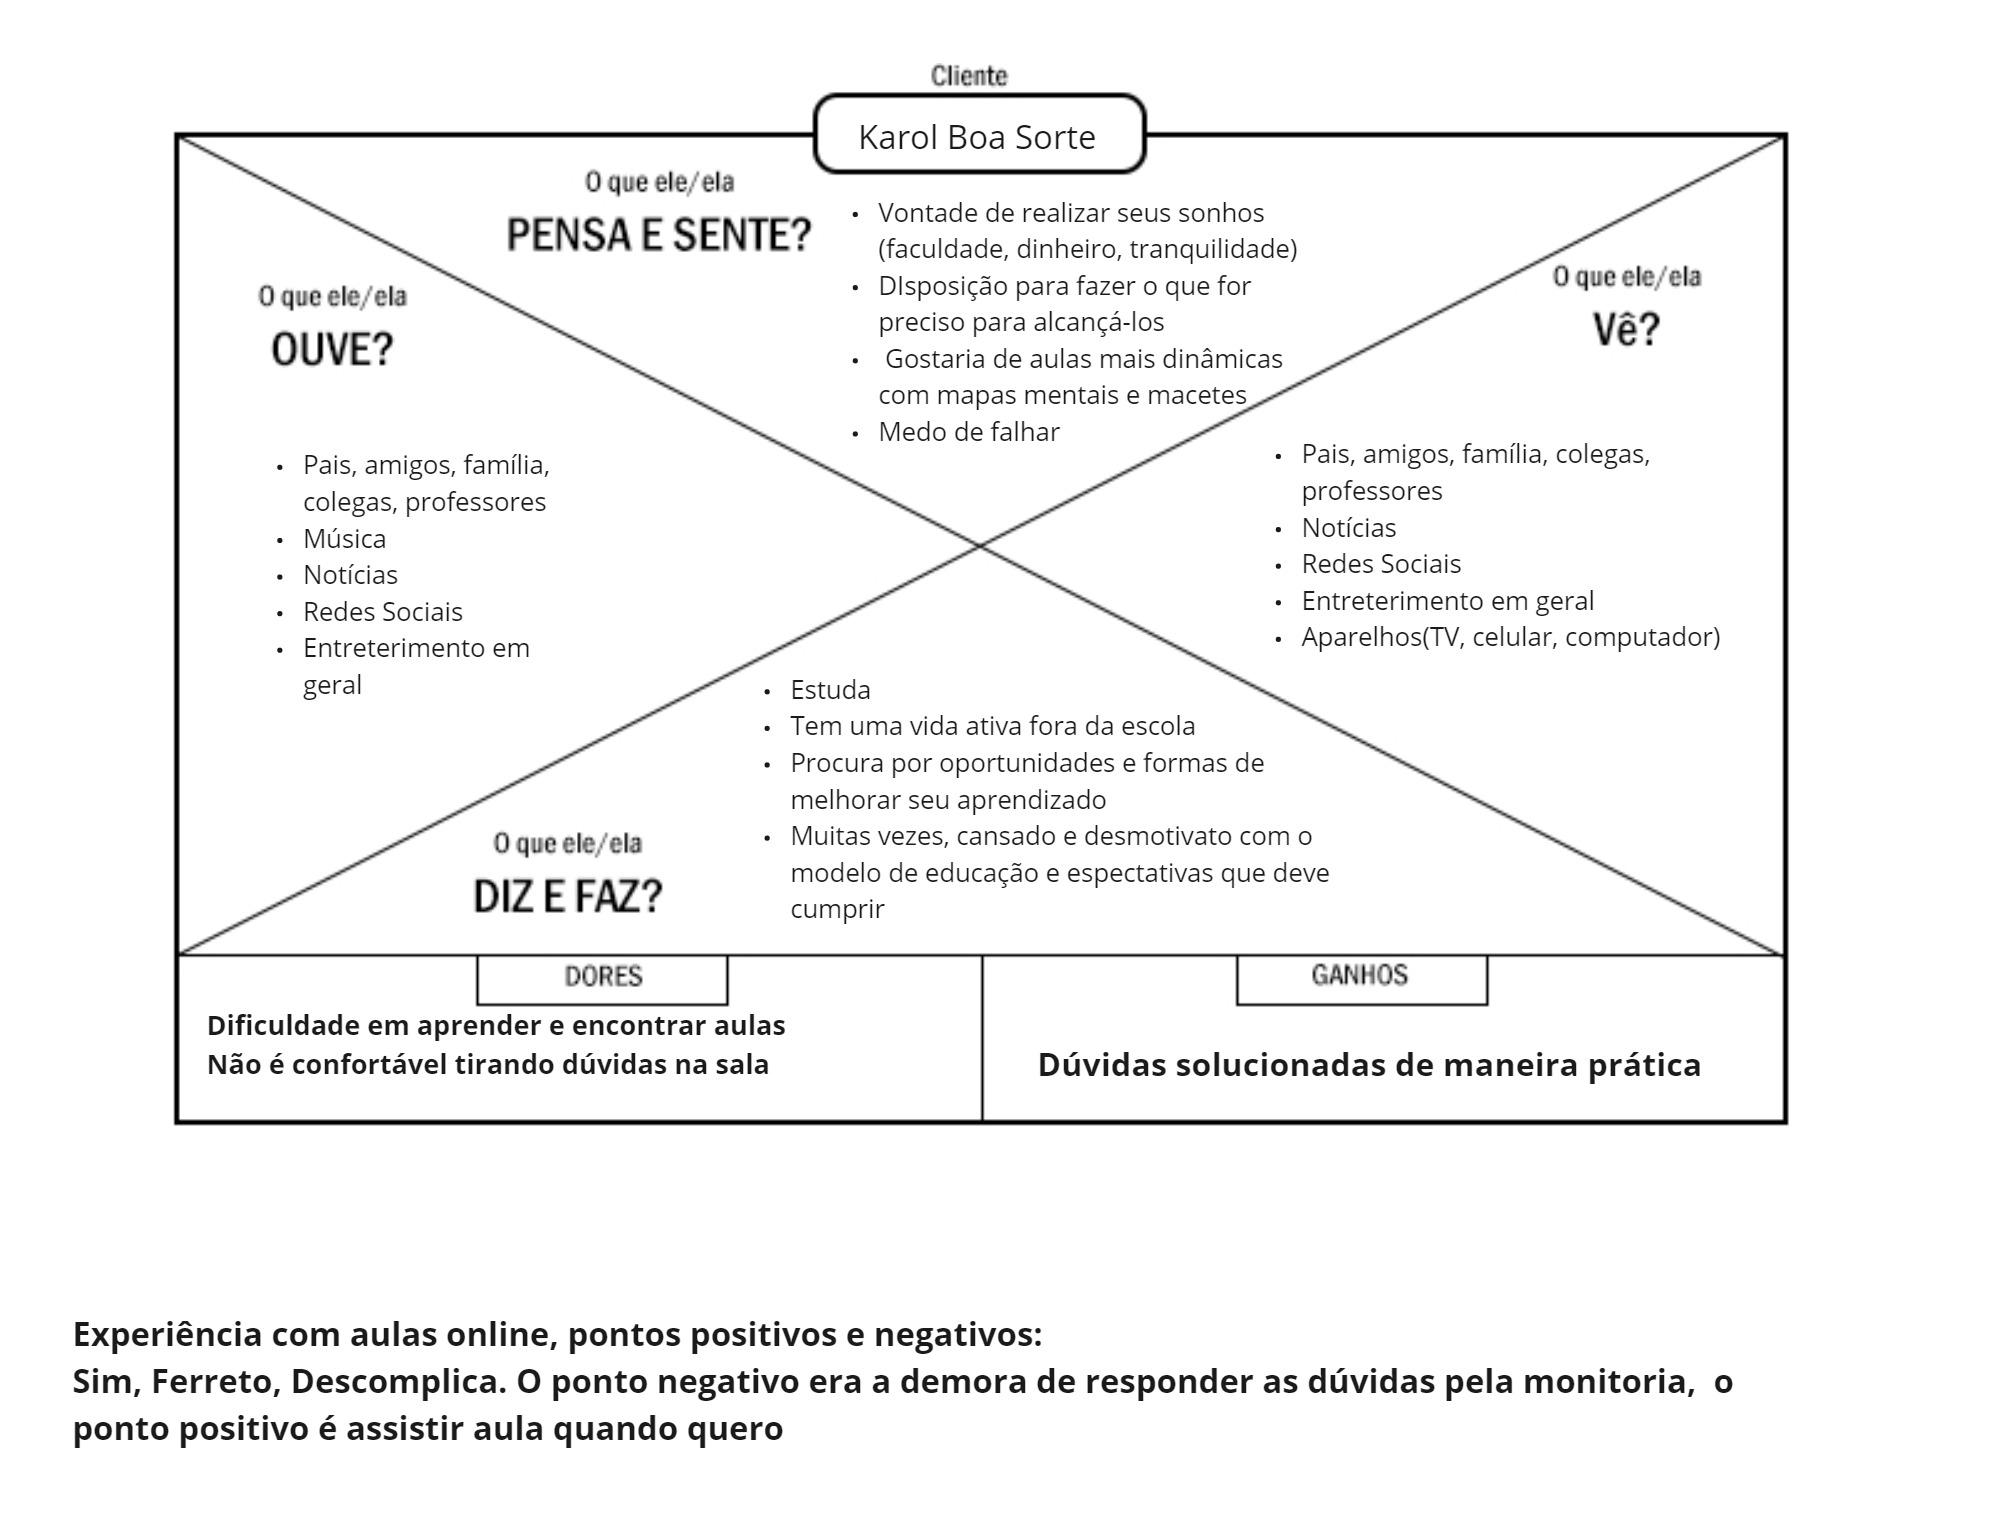 Cliente
Karol Boa Sorte
O que ele/ela
PENSA E SENTE?
• Vontade de realizar seus sonhos
(faculdade, dinheiro, tranquilidade)
• DIsposição para fazer o que for
preciso para alcançá-los
• Gostaria de aulas mais dinâmicas
com mapas mentais e macetes
• Medo de falhar
O que ele/ela
OUVE?
• Pais, amigos, família,
colegas, professores
• Música
• Notícias
• Redes Sociais
• Entreterimento em
geral
O que ele/ela
Vê?
• Pais, amigos, família, colegas,
professores
• Notícias
• Redes Sociais
• Entreterimento em geral
• Aparelhos(TV, celular, computador)
O que ele/ela
DIZ E FAZ?
• Estuda
• Tem uma vida ativa fora da escola
• Procura por oportunidades e formas de
melhorar seu aprendizado
• Muitas vezes, cansado e desmotivato com o
modelo de educação e espectativas que deve
cumprir
DORES
Dificuldade em aprender e encontrar aulas
Não é confortável tirando dúvidas na sala
GANHOS
Dúvidas solucionadas de maneira prática
Experiência com aulas online, pontos positivos e negativos:
Sim, Ferreto, Descomplica. O ponto negativo era a demora de responder as dúvidas pela monitoria, o
ponto positivo é assistir aula quando quero